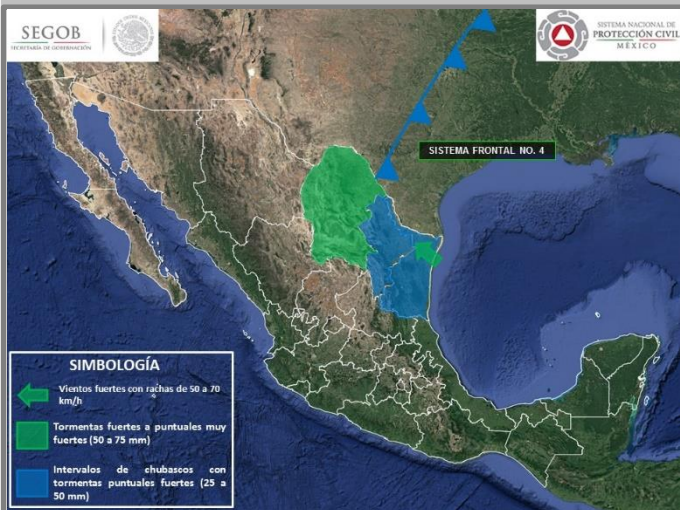 SEGOB
SECRETARÍA DE GOBERNACIÓN
SISTEMA NACIONAL DE
PROTECCIÓN CIVIL
MÉXICO
SISTEMA FRONTAL NO. 4
SIMBOLOGÍA
Vientos fuertes con rachas de 50 a 70
km/h
Tormentas fuertes a puntuales muy
fuertes (50 a 75 mm)
Intervalos de chubascos con
tormentas puntuales fuertes (25 a
50 mm)